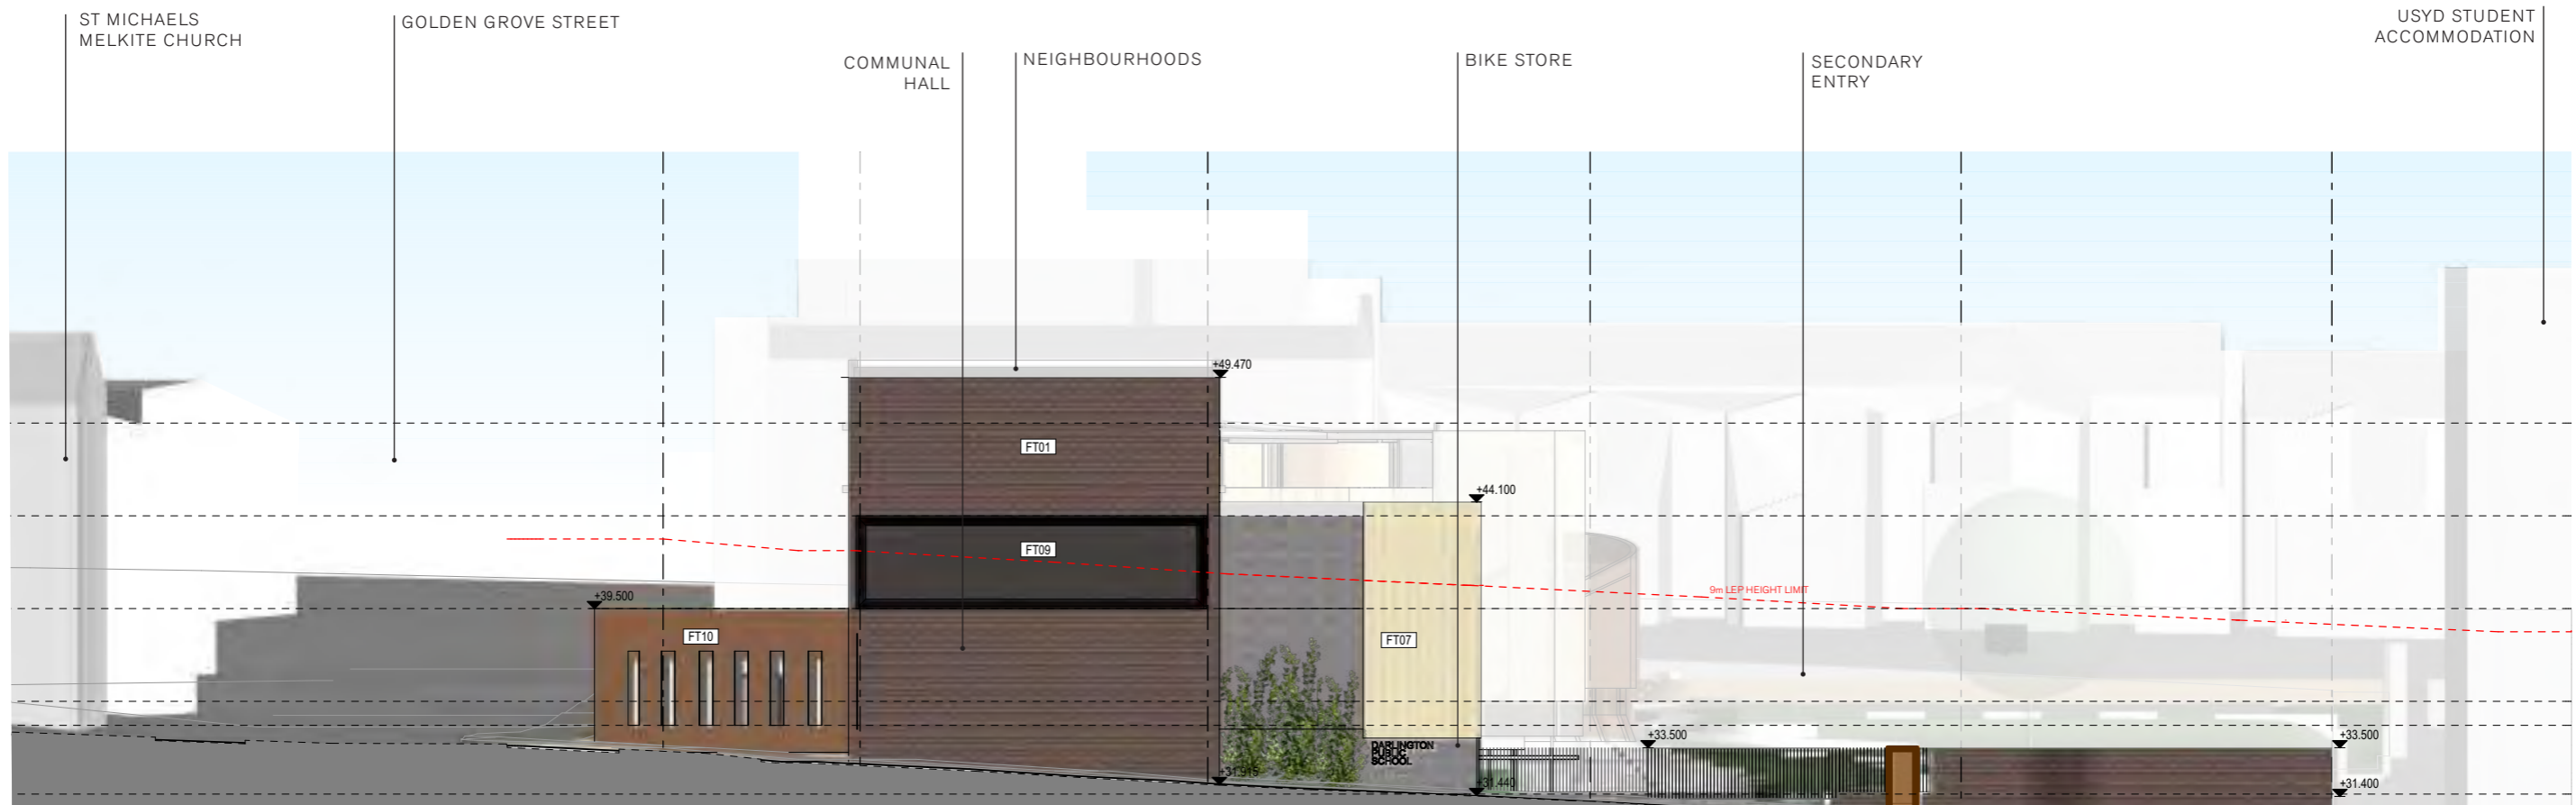 ST MICHAELS
MELKITE CHURCH
GOLDEN GROVE STREET
COMMUNAL
HALL
NEIGHBOURHOODS
BIKE STORE
SECONDARY
ENTRY
USYD STUDENT
ACCOMMODATION
+49.470
FT01
+44.100
FT09
9m LEP HEIGHT LIMIT
+39.500
FT10
FT07
DARLINGTON
PUBLIC
SCHOOL
+33.500
+33.500
+31.915
+31.440
+31.400